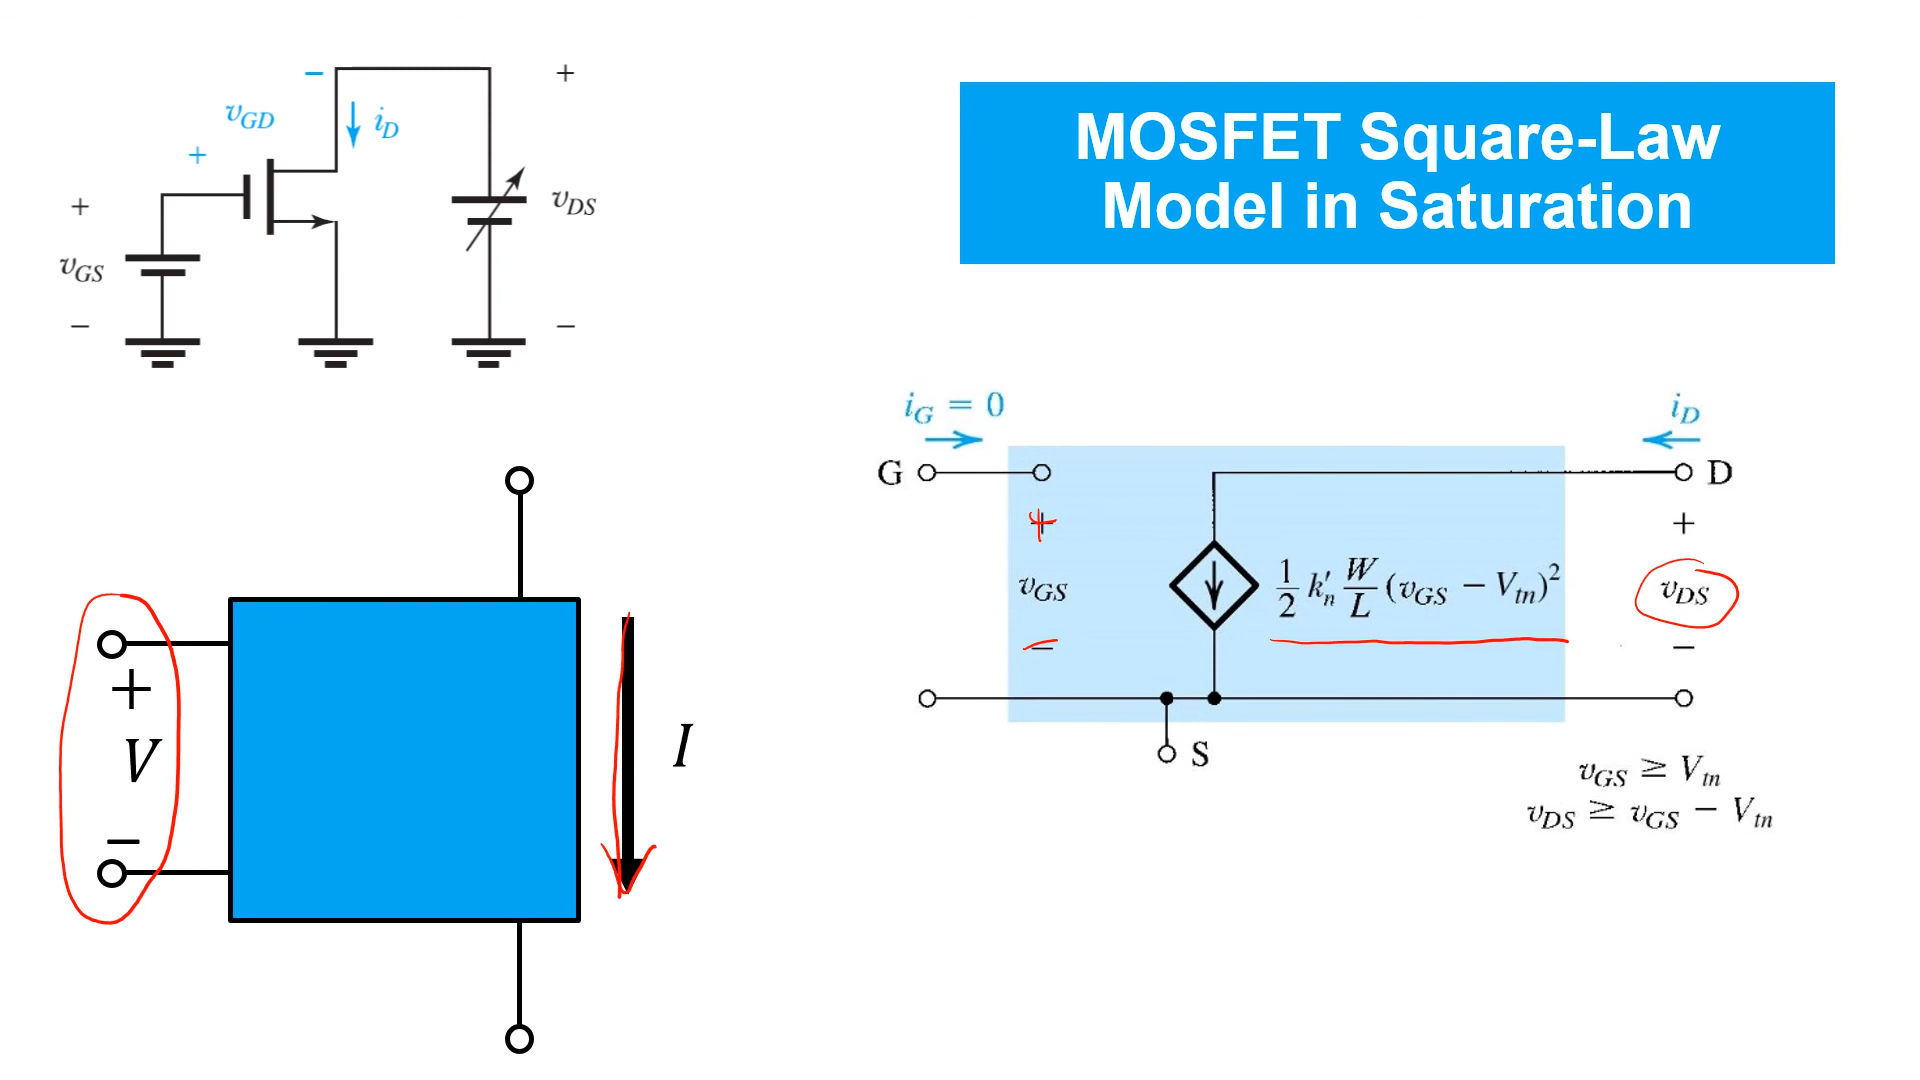 MOSFET Square-Law
Model in Saturation
−
+
v_GD
i_D
+
+
v_GS
−
+
v_DS
−
i_G = 0
i_D
G
D
+
+
v_GS
1/2 k'_n W/L (v_GS − V_tn)^2
v_DS
−
−
S
v_GS ≥ V_tn
v_DS ≥ v_GS − V_tn
+
V
−
I